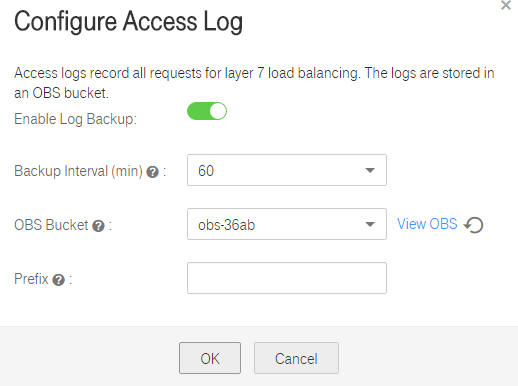 Configure Access Log
Access logs record all requests for layer 7 load balancing. The logs are stored in
an OBS bucket.
Enable Log Backup:
Backup Interval (min) ? : 60
OBS Bucket ? : obs-36ab View OBS
Prefix ? :
OK Cancel